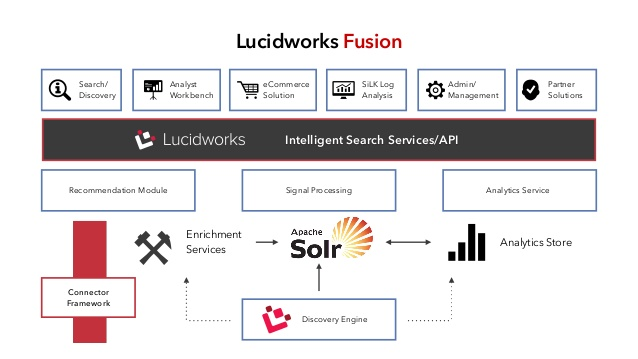 Lucidworks Fusion
Search/
Discovery
Analyst
Workbench
eCommerce
Solution
SiLK Log
Analysis
Admin/
Management
Partner
Solutions
Lucidworks
Intelligent Search Services/API
Recommendation Module
Signal Processing
Analytics Service
Enrichment
Services
Apache
Solr
Analytics Store
Connector
Framework
Discovery Engine